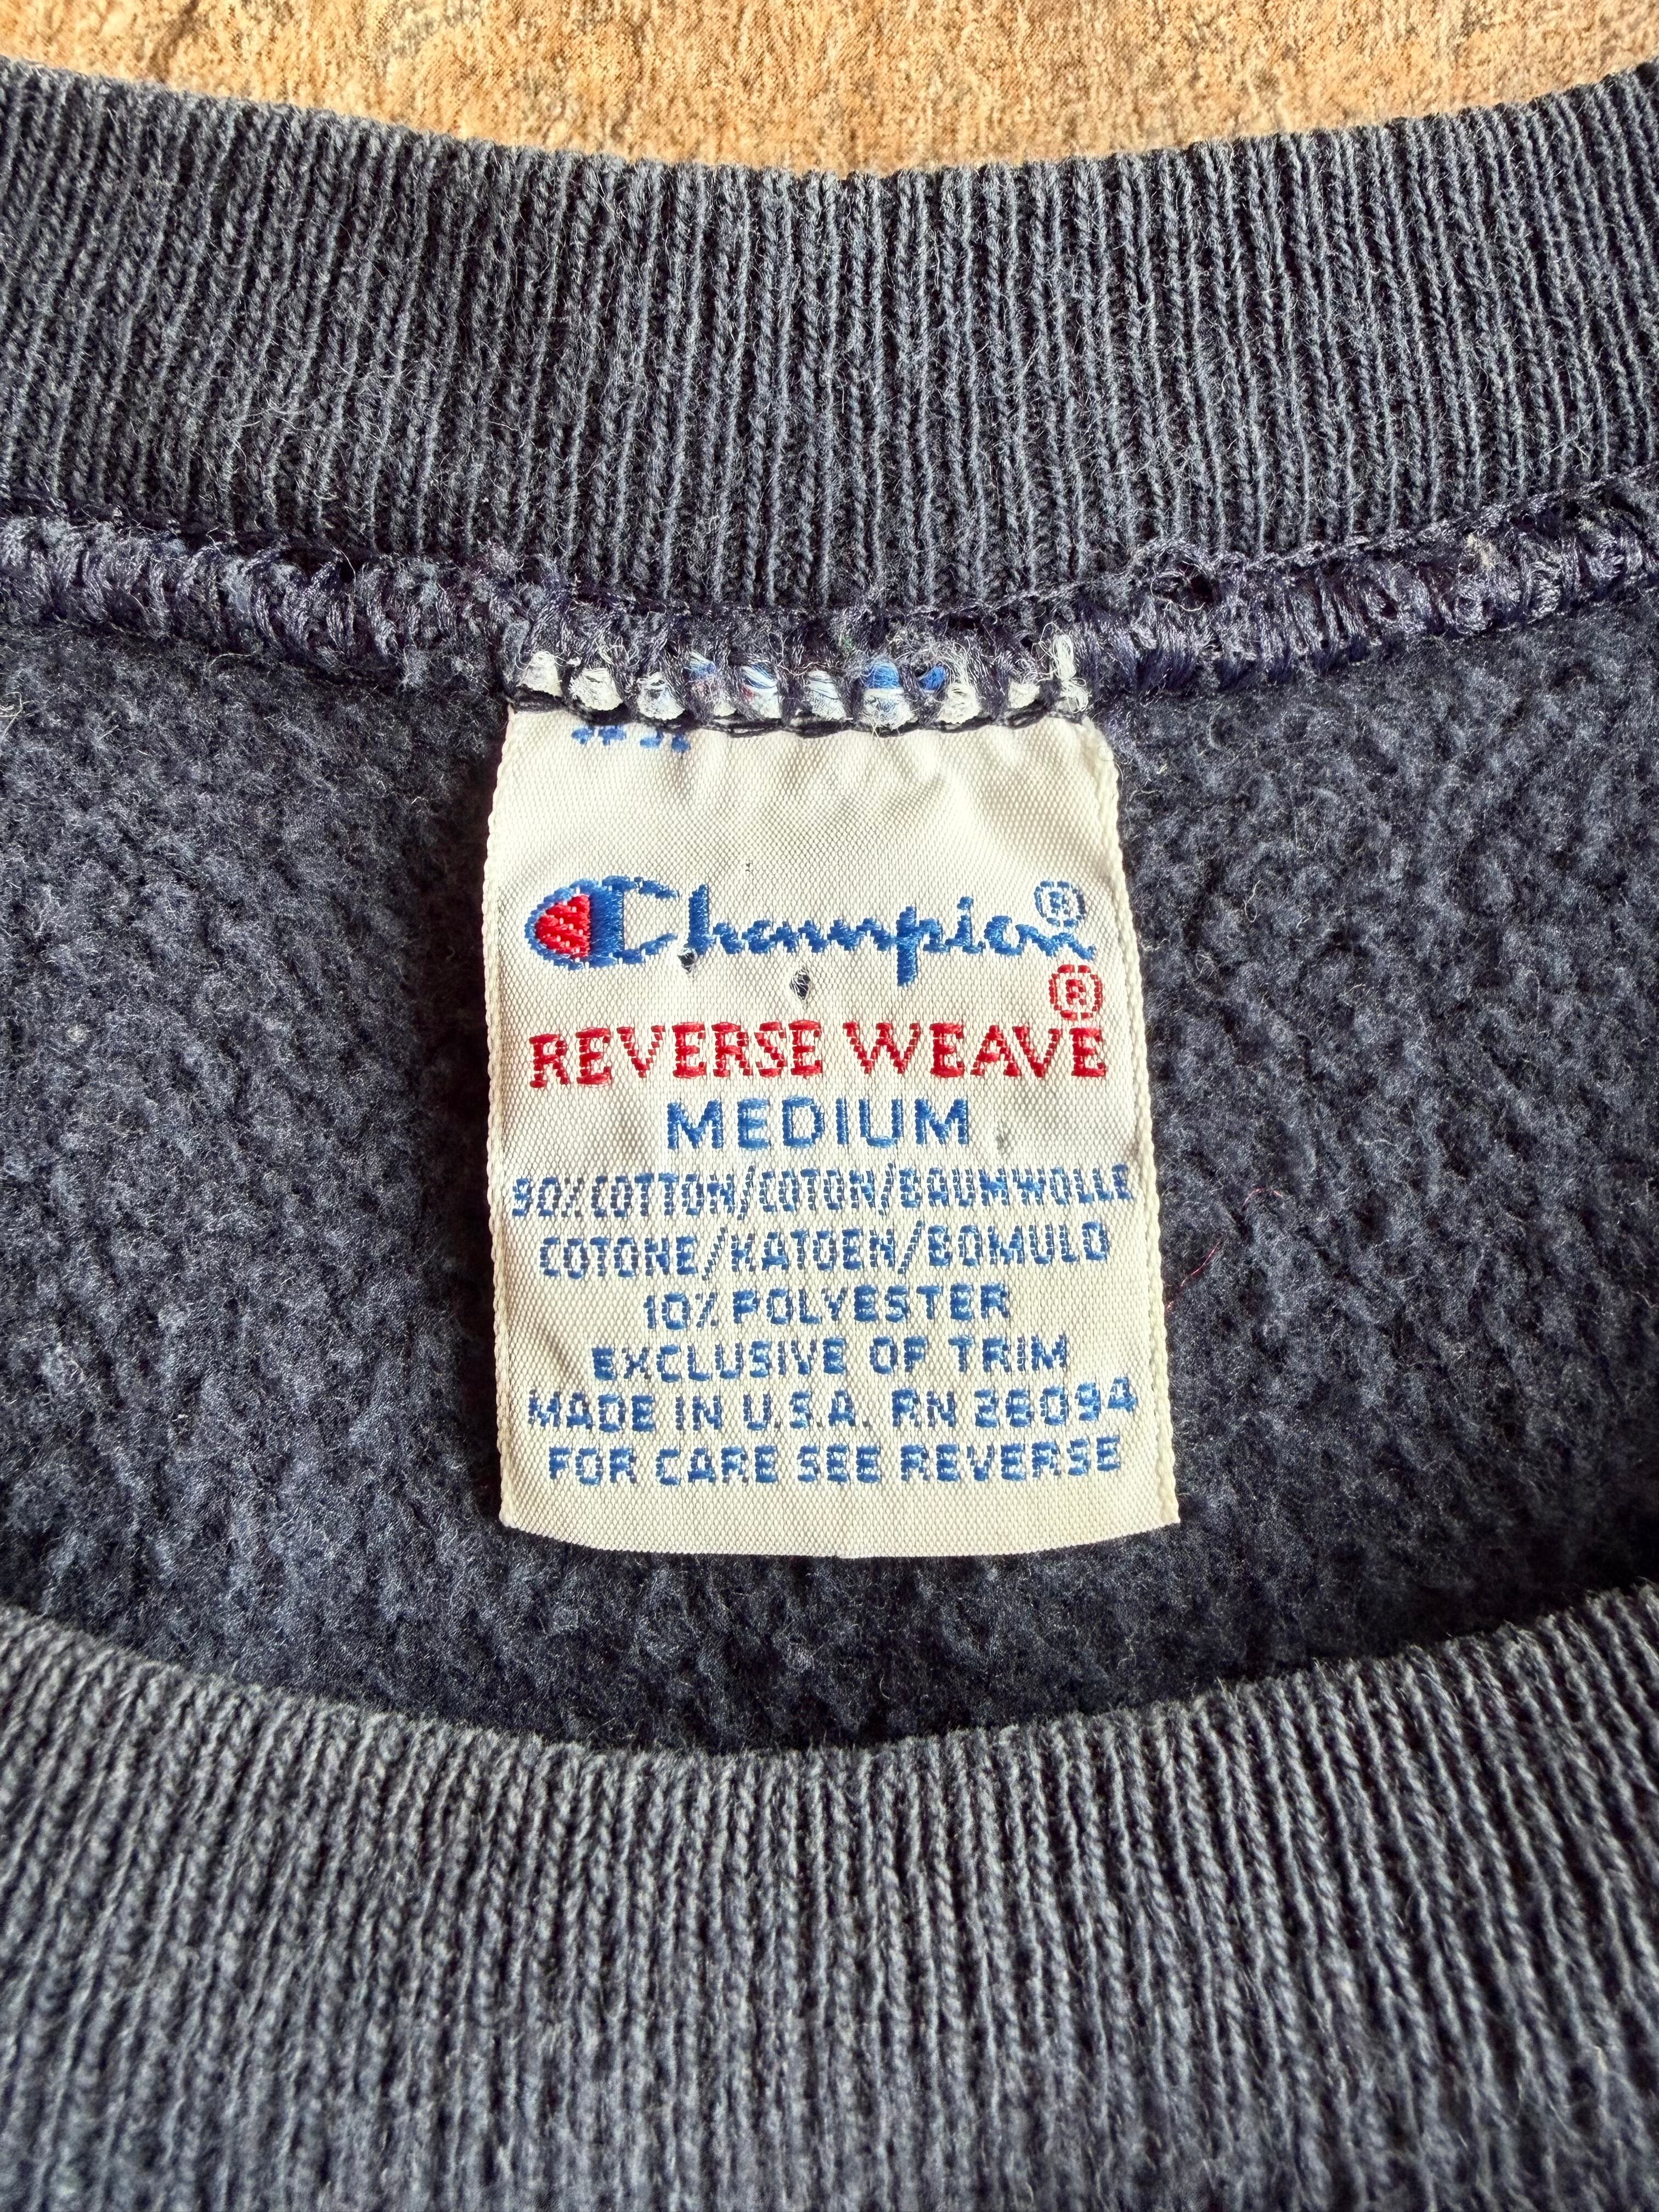 Champion®
®
REVERSE WEAVE
MEDIUM
90% COTTON/COTON/BAUMWOLLE
COTONE/KATOEN/BOMULD
10% POLYESTER
EXCLUSIVE OF TRIM
MADE IN U.S.A. RN 26094
FOR CARE SEE REVERSE